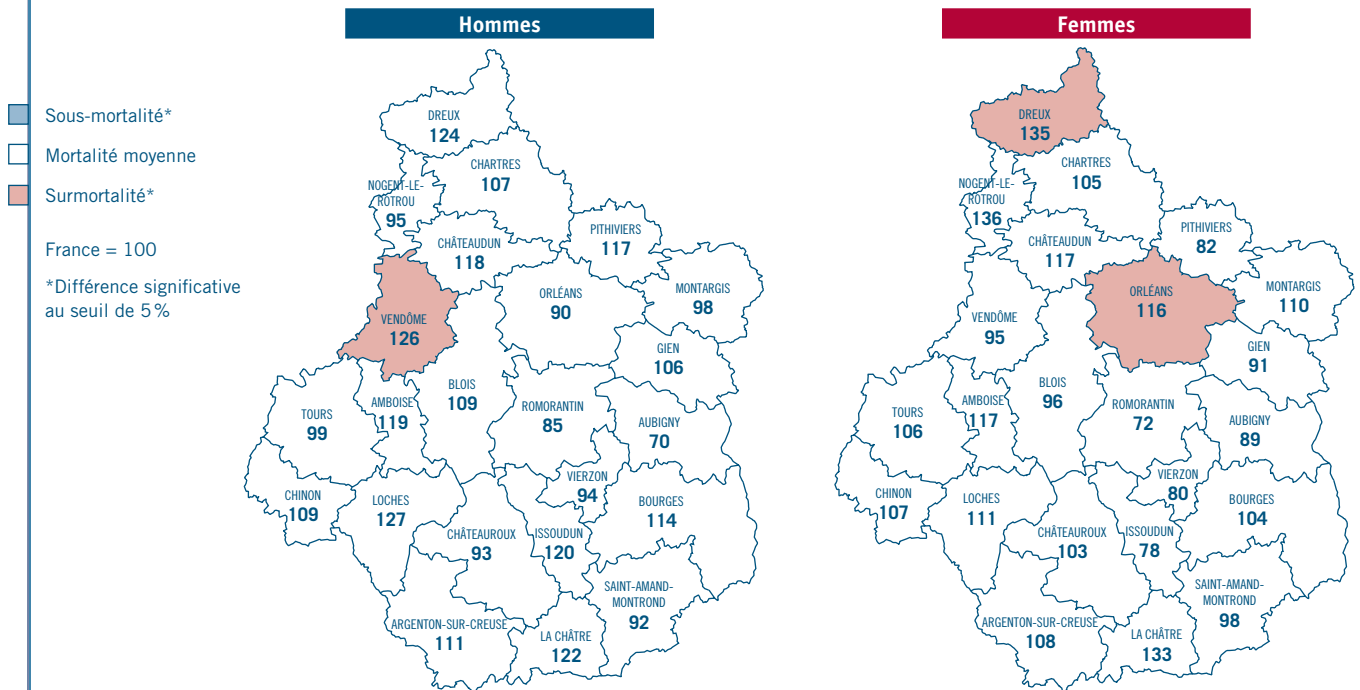 Hommes
Femmes
Sous-mortalité*
Mortalité moyenne
Surmortalité*
France = 100
*Différence significative
au seuil de 5 %
DREUX
124
CHARTRES
107
NOGENT-LE-
ROTROU
95
CHÂTEAUDUN
118
PITHIVIERS
117
ORLÉANS
90
MONTARGIS
98
VENDÔME
126
GIEN
106
BLOIS
109
AMBOISE
119
TOURS
99
ROMORANTIN
85
AUBIGNY
70
VIERZON
94
CHINON
109
LOCHES
127
BOURGES
114
CHÂTEAUROUX
93
ISSOUDUN
120
SAINT-AMAND-
MONTROND
92
ARGENTON-SUR-CREUSE
111
LA CHÂTRE
122
DREUX
135
CHARTRES
105
NOGENT-LE-
ROTROU
136
CHÂTEAUDUN
117
PITHIVIERS
82
ORLÉANS
116
MONTARGIS
110
VENDÔME
95
GIEN
91
BLOIS
96
AMBOISE
117
TOURS
106
ROMORANTIN
72
AUBIGNY
89
VIERZON
80
CHINON
107
LOCHES
111
BOURGES
104
CHÂTEAUROUX
103
ISSOUDUN
78
SAINT-AMAND-
MONTROND
98
ARGENTON-SUR-CREUSE
108
LA CHÂTRE
133